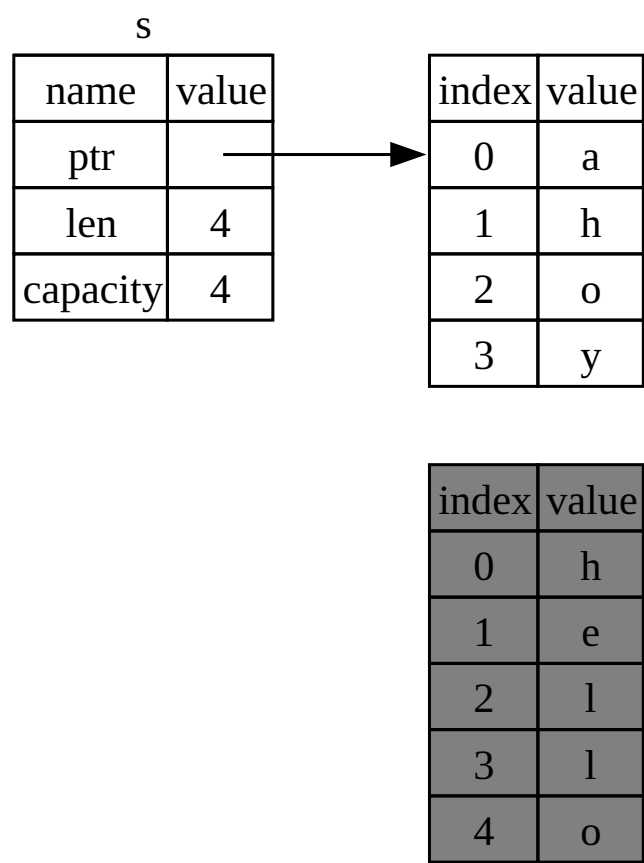 s
name value
ptr
len 4
capacity 4
index value
0 a
1 h
2 o
3 y
index value
0 h
1 e
2 l
3 l
4 o